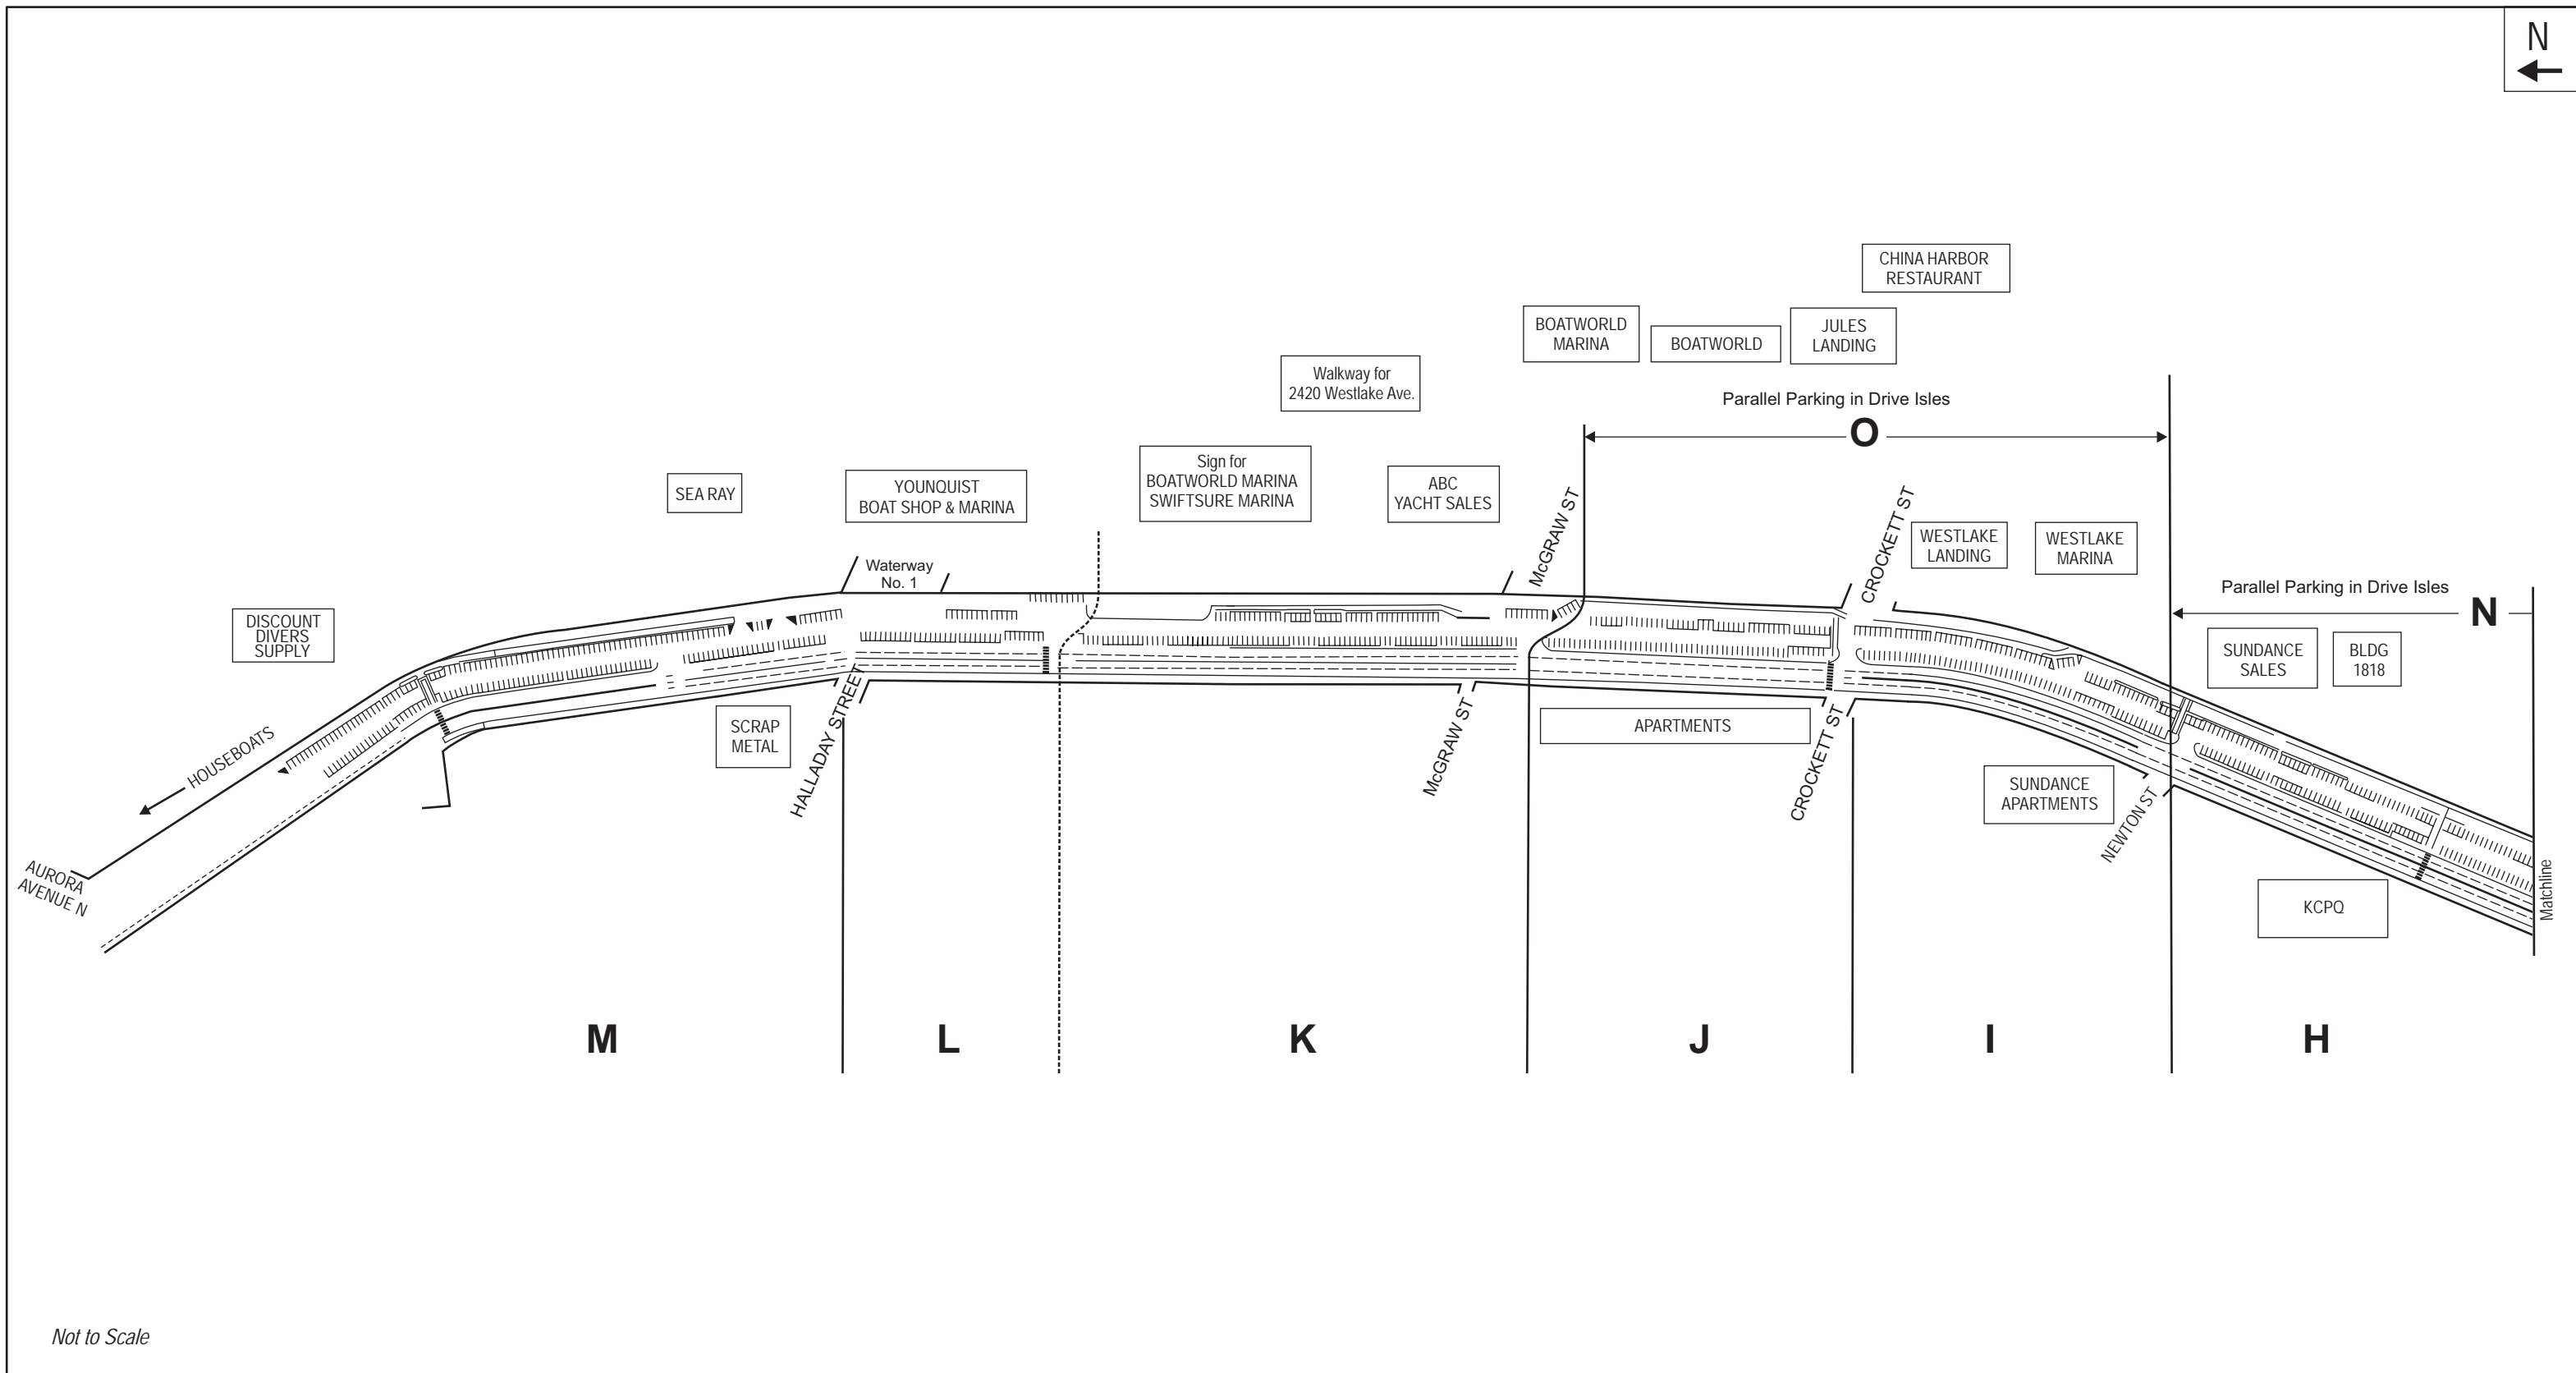 N
CHINA HARBOR
RESTAURANT
BOATWORLD
MARINA
BOATWORLD
JULES
LANDING
Walkway for
2420 Westlake Ave.
Parallel Parking in Drive Isles
O
SEA RAY
YOUNQUIST
BOAT SHOP & MARINA
Sign for
BOATWORLD MARINA
SWIFTSURE MARINA
ABC
YACHT SALES
McGRAW ST
CROCKETT ST
WESTLAKE
LANDING
WESTLAKE
MARINA
Waterway
No. 1
Parallel Parking in Drive Isles
N
DISCOUNT
DIVERS
SUPPLY
SUNDANCE
SALES
BLDG
1818
HOUSEBOATS
SCRAP
METAL
HALLADAY STREET
McGRAW ST
APARTMENTS
CROCKETT ST
SUNDANCE
APARTMENTS
NEWTON ST
AURORA
AVENUE N
KCPQ
Matchline
M
L
K
J
I
H
Not to Scale